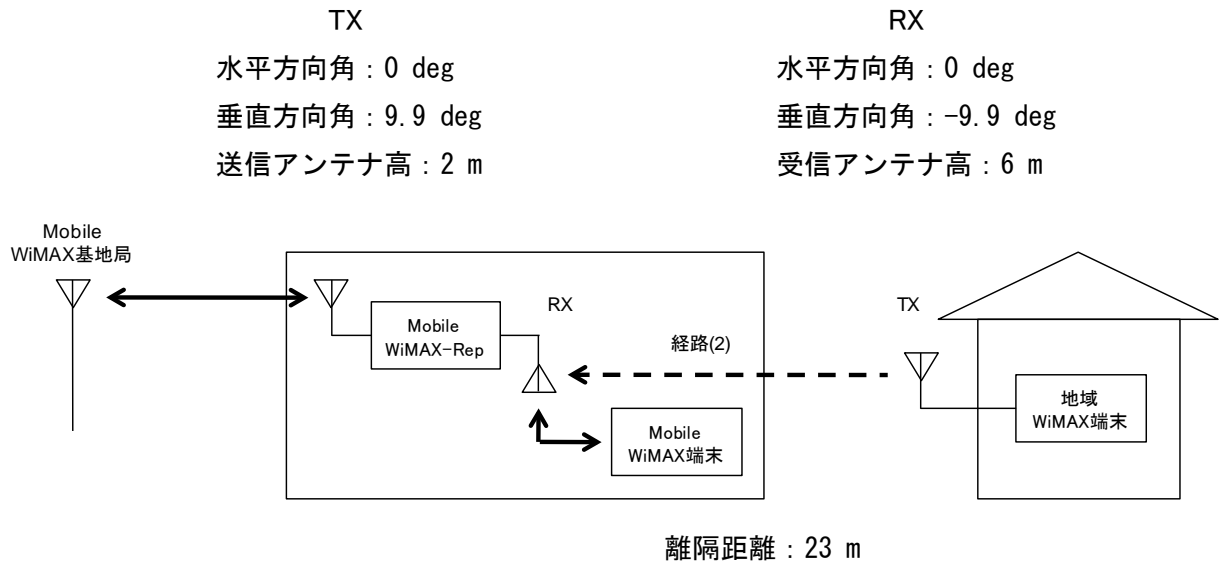 TX
水平方向角：0 deg
垂直方向角：9.9 deg
送信アンテナ高：2 m
RX
水平方向角：0 deg
垂直方向角：-9.9 deg
受信アンテナ高：6 m
Mobile
WiMAX基地局
Mobile
WiMAX-Rep
RX
経路(2)
TX
Mobile
WiMAX端末
地域
WiMAX端末
離隔距離：23 m